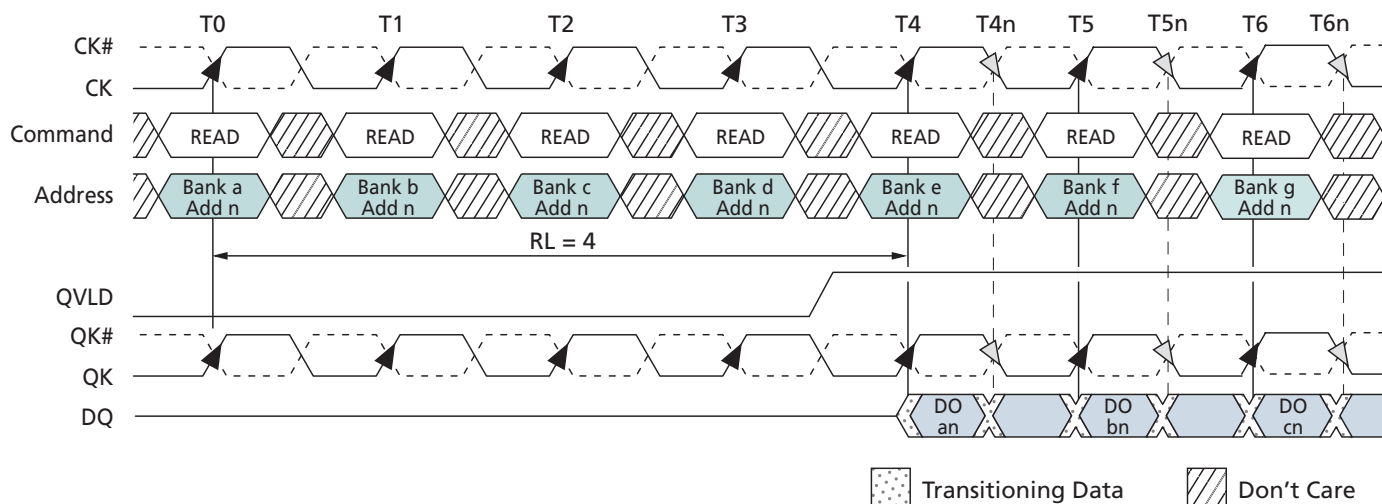 T0 T1 T2 T3 T4 T4n T5 T5n T6 T6n
CK#
CK
Command READ READ READ READ READ READ READ
Address Bank a Bank b Bank c Bank d Bank e Bank f Bank g
Add n Add n Add n Add n Add n Add n Add n
RL = 4
QVLD
QK#
QK
DQ DO DO DO
an bn cn
Transitioning Data Don't Care